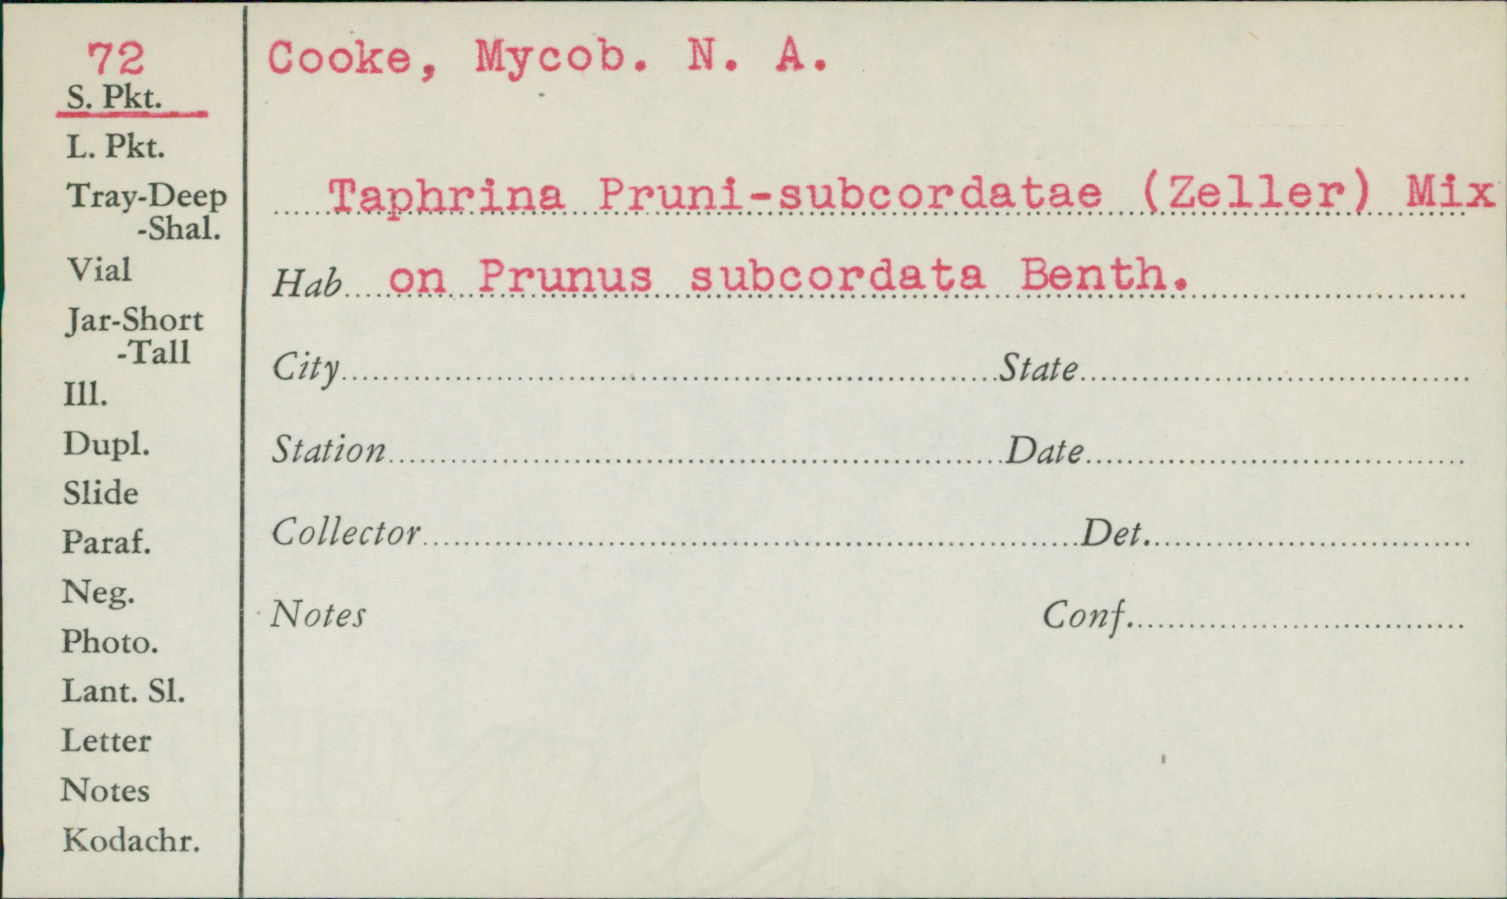 72
S. Pkt.
L. Pkt.
Tray-Deep
-Shal.
Vial
Jar-Short
-Tall
Ill.
Dupl.
Slide
Paraf.
Neg.
Photo.
Lant. Sl.
Letter
Notes
Kodachr.
Cooke, Mycob. N. A.
Taphrina Pruni-subcordatae (Zeller) Mix
Hab on Prunus subcordata Benth.
City State
Station Date
Collector Det.
Notes Conf.